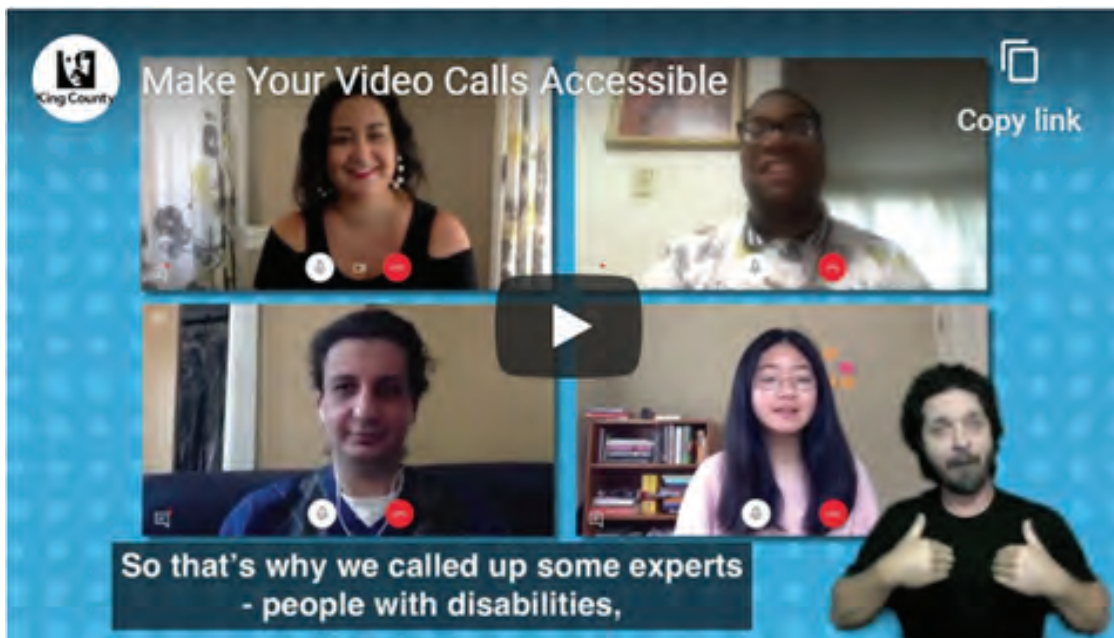 King County
Make Your Video Calls Accessible
Copy link
So that's why we called up some experts
- people with disabilities,